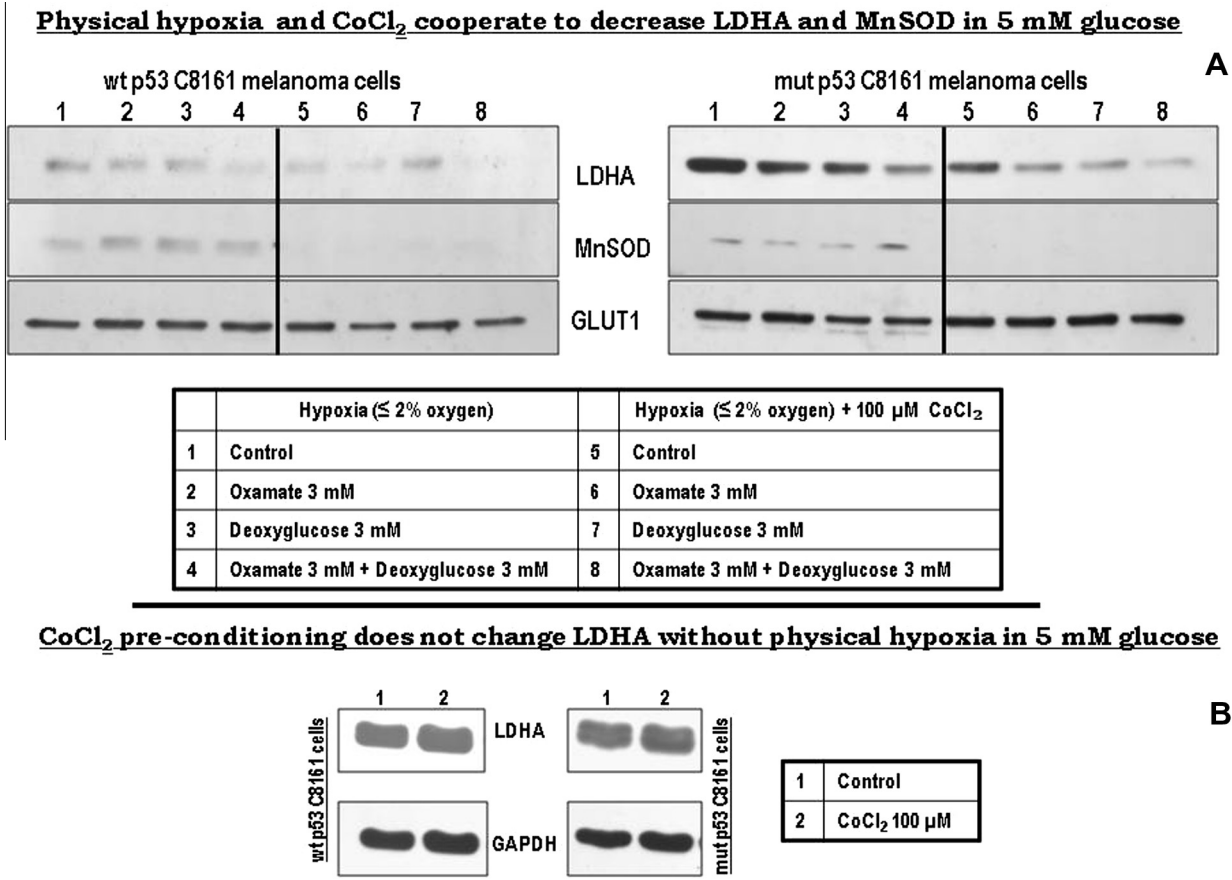 Physical hypoxia and CoCl2 cooperate to decrease LDHA and MnSOD in 5 mM glucose
A
wt p53 C8161 melanoma cells
mut p53 C8161 melanoma cells
1 2 3 4 5 6 7 8
1 2 3 4 5 6 7 8
LDHA
MnSOD
GLUT1
Hypoxia (≤ 2% oxygen) Hypoxia (≤ 2% oxygen) + 100 µM CoCl2
1 Control 5 Control
2 Oxamate 3 mM 6 Oxamate 3 mM
3 Deoxyglucose 3 mM 7 Deoxyglucose 3 mM
4 Oxamate 3 mM + Deoxyglucose 3 mM 8 Oxamate 3 mM + Deoxyglucose 3 mM
CoCl2 pre-conditioning does not change LDHA without physical hypoxia in 5 mM glucose
B
wt p53 C8161 cells
1 2
1 2
LDHA
GAPDH
mut p53 C8161 cells
1 Control
2 CoCl2 100 µM